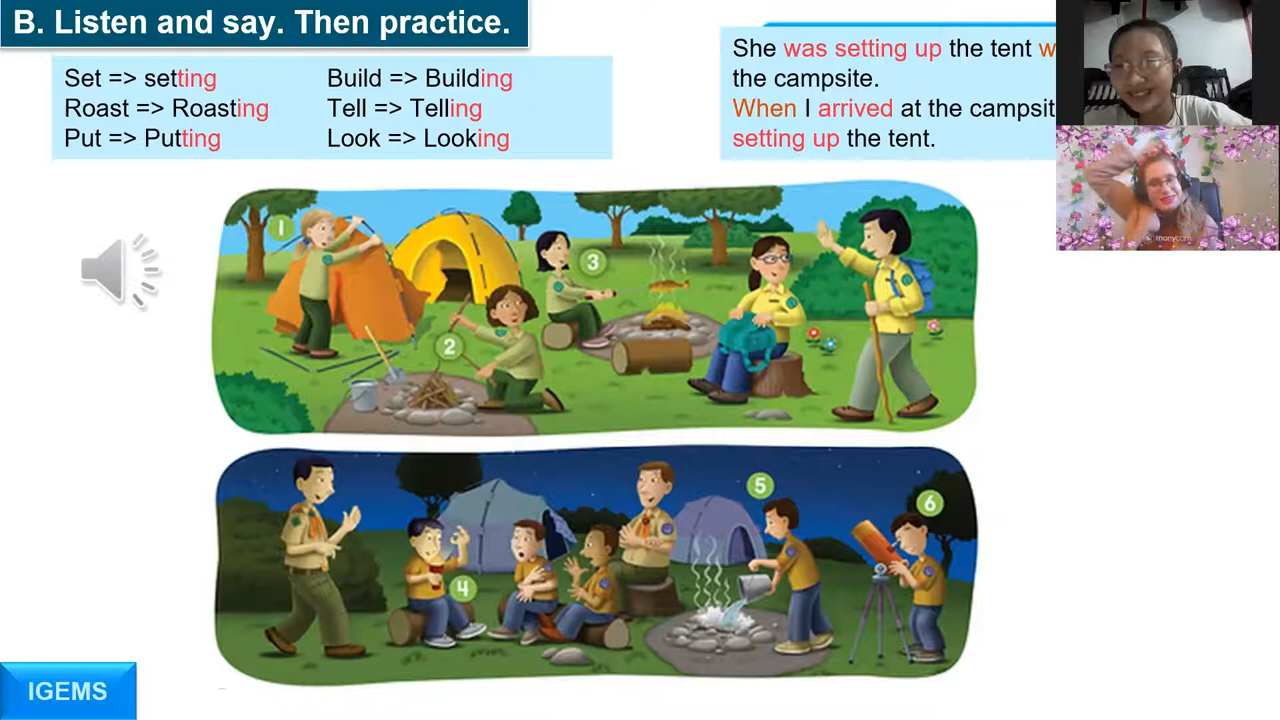 B. Listen and say. Then practice.
Set => setting
Roast => Roasting
Put => Putting
Build => Building
Tell => Telling
Look => Looking
She was setting up the tent
the campsite.
When I arrived at the
setting up the tent.
1
2
3
4
5
6
IGEMS
manycam